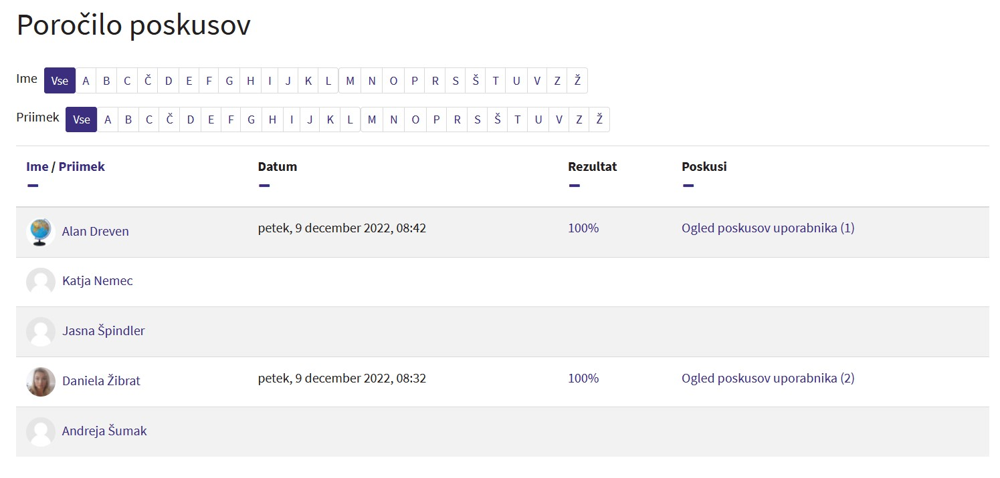 Poročilo poskusov
Ime Vse A B C Č D E F G H I J K L M N O P R S Š T U V Z Ž
Priimek Vse A B C Č D E F G H I J K L M N O P R S Š T U V Z Ž
Ime / Priimek Datum Rezultat Poskusi
Alan Dreven petek, 9 december 2022, 08:42 100% Ogled poskusov uporabnika (1)
Katja Nemec
Jasna Špindler
Daniela Žibrat petek, 9 december 2022, 08:32 100% Ogled poskusov uporabnika (2)
Andreja Šumak